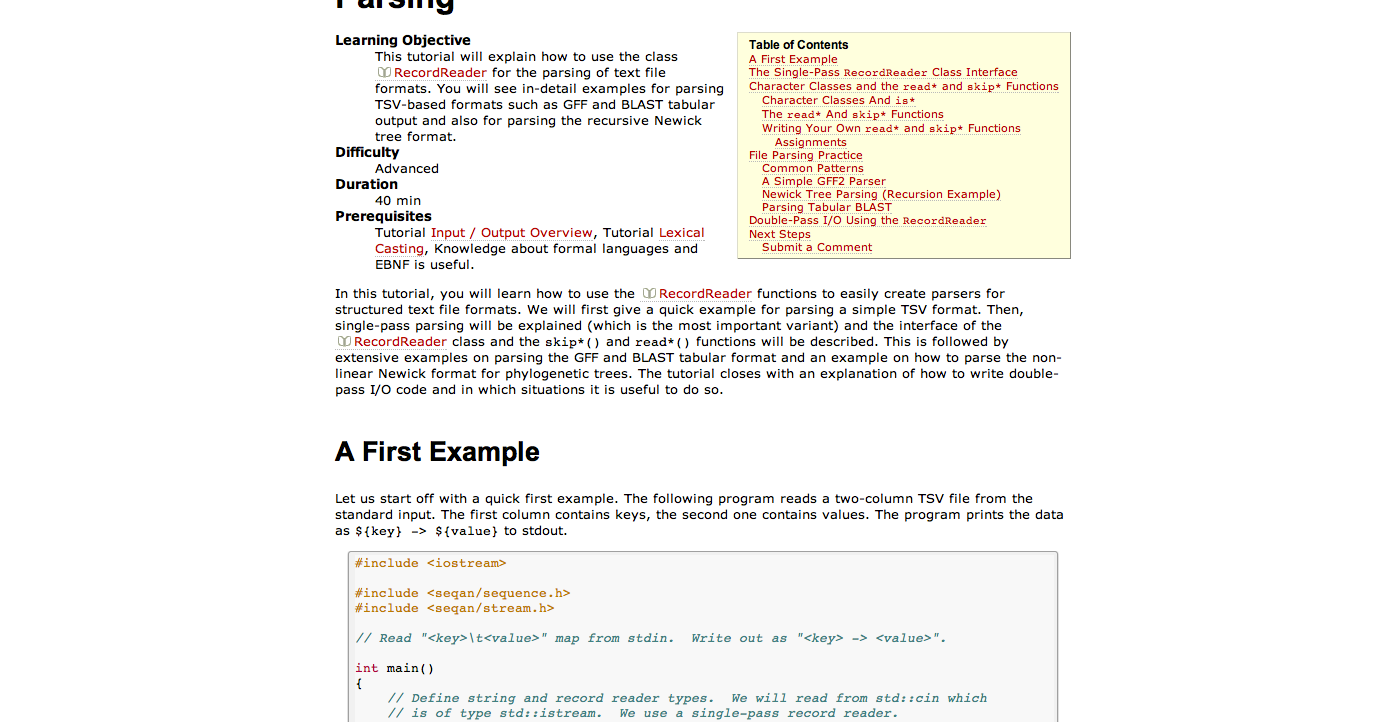 Parsing
Learning Objective
This tutorial will explain how to use the class
RecordReader for the parsing of text file
formats. You will see in-detail examples for parsing
TSV-based formats such as GFF and BLAST tabular
output and also for parsing the recursive Newick
tree format.
Difficulty
Advanced
Duration
40 min
Prerequisites
Tutorial Input / Output Overview, Tutorial Lexical
Casting, Knowledge about formal languages and
EBNF is useful.
Table of Contents
A First Example
The Single-Pass RecordReader Class Interface
Character Classes and the read* and skip* Functions
Character Classes And is*
The read* And skip* Functions
Writing Your Own read* and skip* Functions
Assignments
File Parsing Practice
Common Patterns
A Simple GFF2 Parser
Newick Tree Parsing (Recursion Example)
Parsing Tabular BLAST
Double-Pass I/O Using the RecordReader
Next Steps
Submit a Comment
In this tutorial, you will learn how to use the RecordReader functions to easily create parsers for
structured text file formats. We will first give a quick example for parsing a simple TSV format. Then,
single-pass parsing will be explained (which is the most important variant) and the interface of the
RecordReader class and the skip*() and read*() functions will be described. This is followed by
extensive examples on parsing the GFF and BLAST tabular format and an example on how to parse the non-
linear Newick format for phylogenetic trees. The tutorial closes with an explanation of how to write double-
pass I/O code and in which situations it is useful to do so.
A First Example
Let us start off with a quick first example. The following program reads a two-column TSV file from the
standard input. The first column contains keys, the second one contains values. The program prints the data
as ${key} -> ${value} to stdout.
#include <iostream>
#include <seqan/sequence.h>
#include <seqan/stream.h>
// Read "<key>\t<value>" map from stdin.  Write out as "<key> -> <value>".
int main()
{
// Define string and record reader types.  We will read from std::cin which
// is of type std::istream.  We use a single-pass record reader.